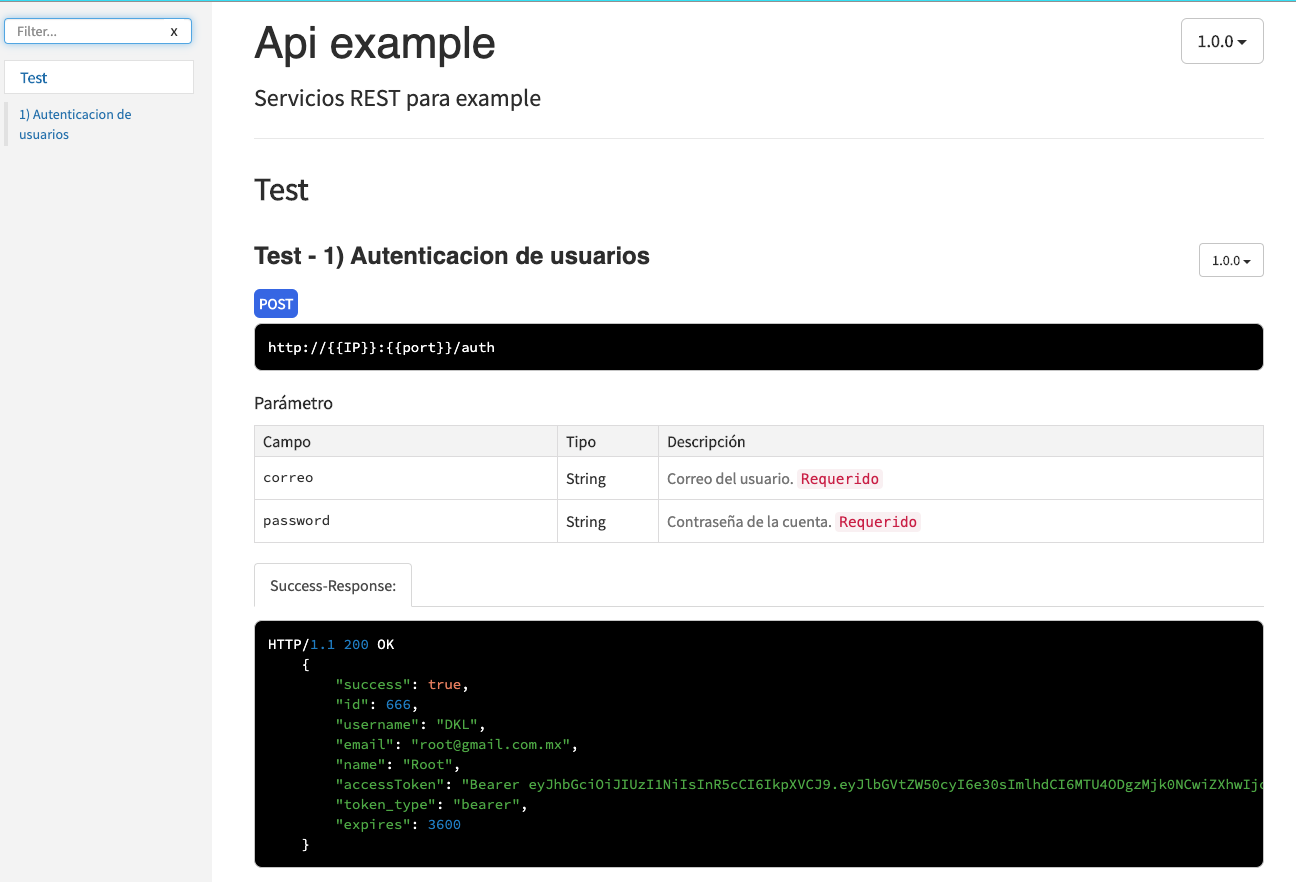 Filter...
x
Test
1) Autenticacion de
usuarios
Api example
1.0.0
Servicios REST para example
Test
Test - 1) Autenticacion de usuarios
1.0.0
POST
http://{{IP}}:{{port}}/auth
Parámetro
Campo Tipo Descripción
correo String Correo del usuario. Requerido
password String Contraseña de la cuenta. Requerido
Success-Response:
HTTP/1.1 200 OK
{
"success": true,
"id": 666,
"username": "DKL",
"email": "root@gmail.com.mx",
"name": "Root",
"accessToken": "Bearer eyJhbGciOiJIUzI1NiIsInR5cCI6IkpXVCJ9.eyJlbGVtZW50cyI6e30sImlhdCI6MTU4ODgzMjk0NCwiZXhwIjo
"token_type": "bearer",
"expires": 3600
}